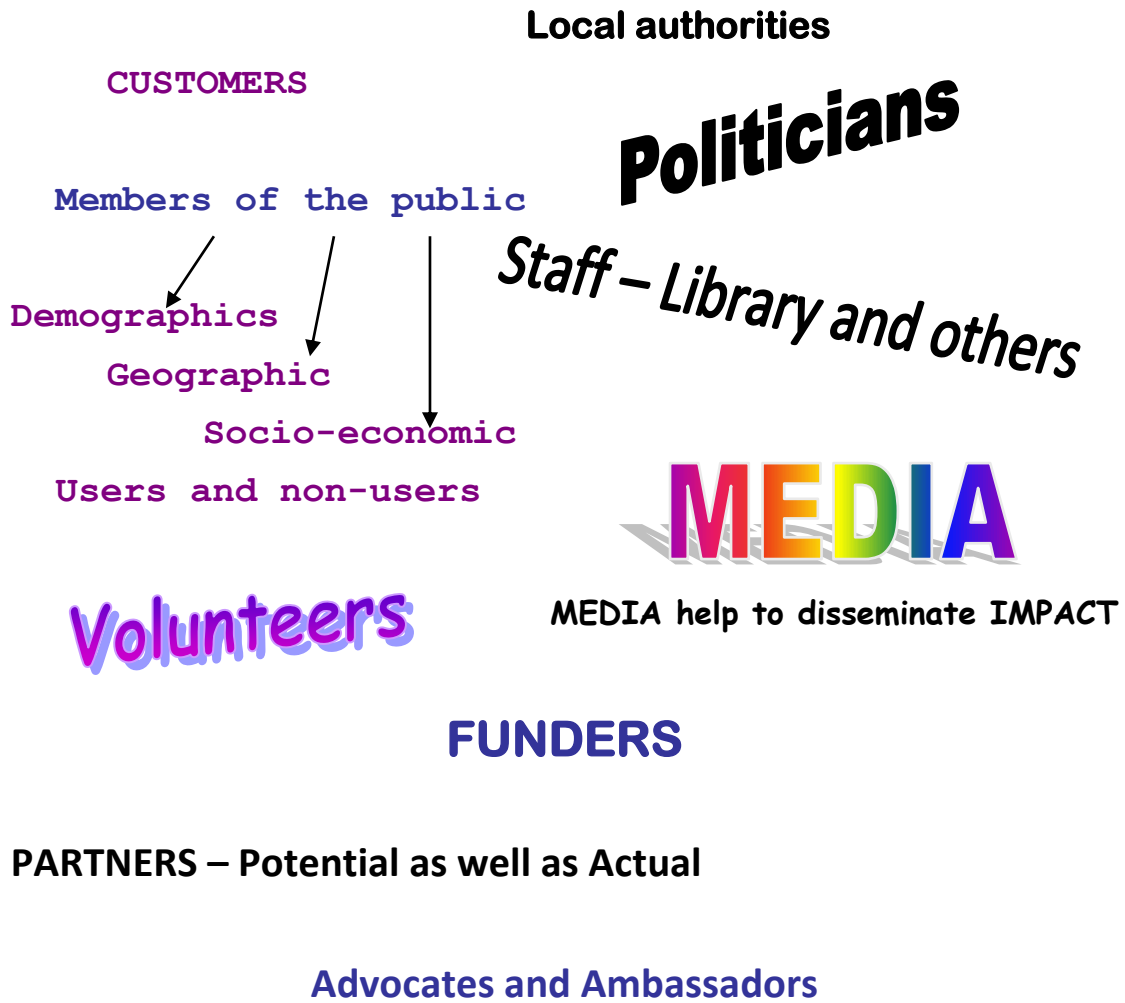 Local authorities
CUSTOMERS
Politicians
Members of the public
Staff – Library and others
Demographics
Geographic
Socio-economic
Users and non-users
MEDIA
MEDIA help to disseminate IMPACT
Volunteers
FUNDERS
PARTNERS – Potential as well as Actual
Advocates and Ambassadors